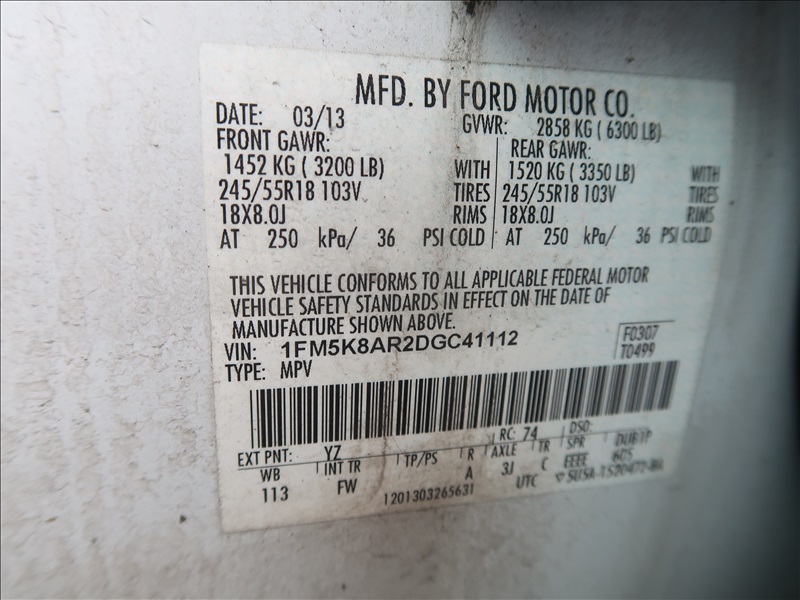 MFD. BY FORD MOTOR CO.
DATE: 03/13 GVWR: 2858 KG ( 6300 LB)
FRONT GAWR: REAR GAWR:
1452 KG ( 3200 LB) WITH 1520 KG ( 3350 LB) WITH
245/55R18 103V TIRES 245/55R18 103V TIRES
18X8.0J RIMS 18X8.0J RIMS
AT 250 kPa/ 36 PSI COLD AT 250 kPa/ 36 PSI COLD
THIS VEHICLE CONFORMS TO ALL APPLICABLE FEDERAL MOTOR
VEHICLE SAFETY STANDARDS IN EFFECT ON THE DATE OF
MANUFACTURE SHOWN ABOVE.
VIN: 1FM5K8AR2DGC41112 F0307
TYPE: MPV T0499
EXT PNT: YZ RC: 74 DSO:
WB INT TR TP/PS R AXLE TR SPR
113 FW A 3J C EEEE
1201303265631 UTC